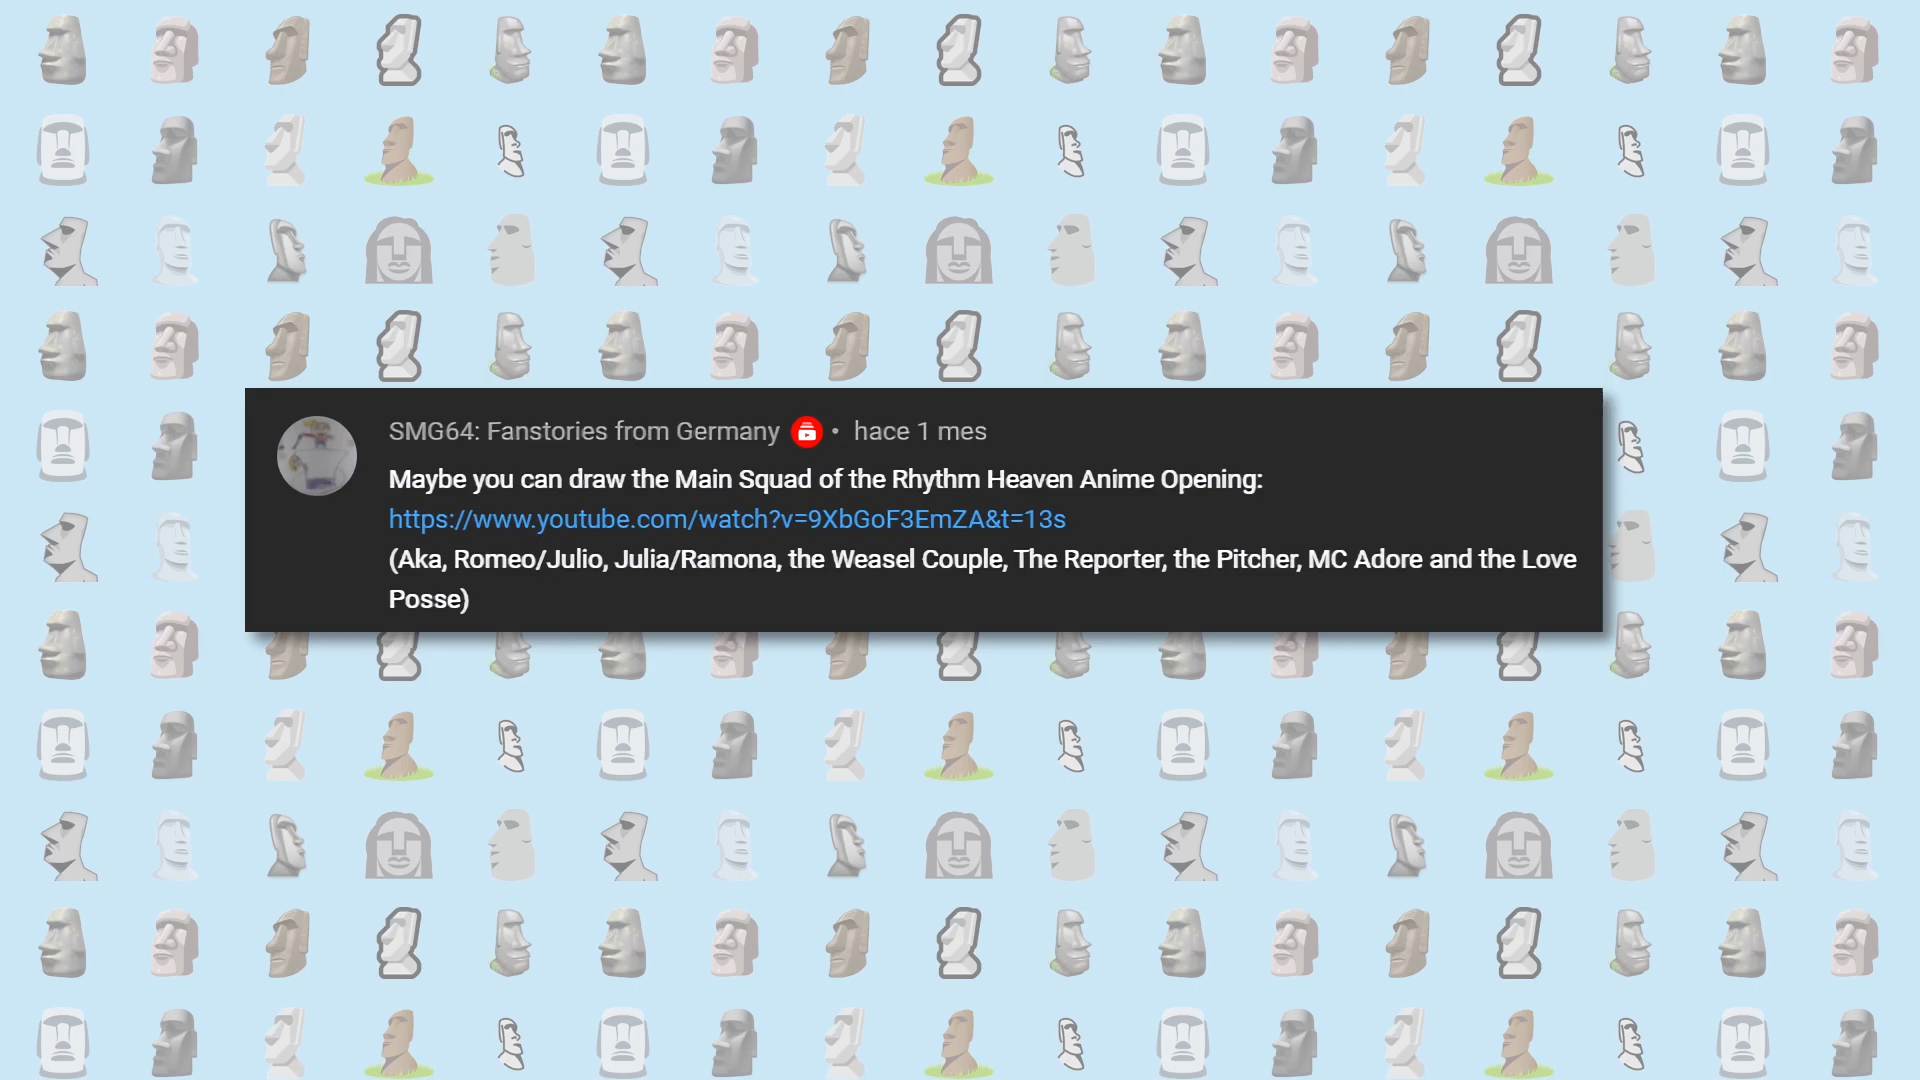 SMG64: Fanstories from Germany • hace 1 mes
Maybe you can draw the Main Squad of the Rhythm Heaven Anime Opening:
https://www.youtube.com/watch?v=9XbGoF3EmZA&t=13s
(Aka, Romeo/Julio, Julia/Ramona, the Weasel Couple, The Reporter, the Pitcher, MC Adore and the Love
Posse)